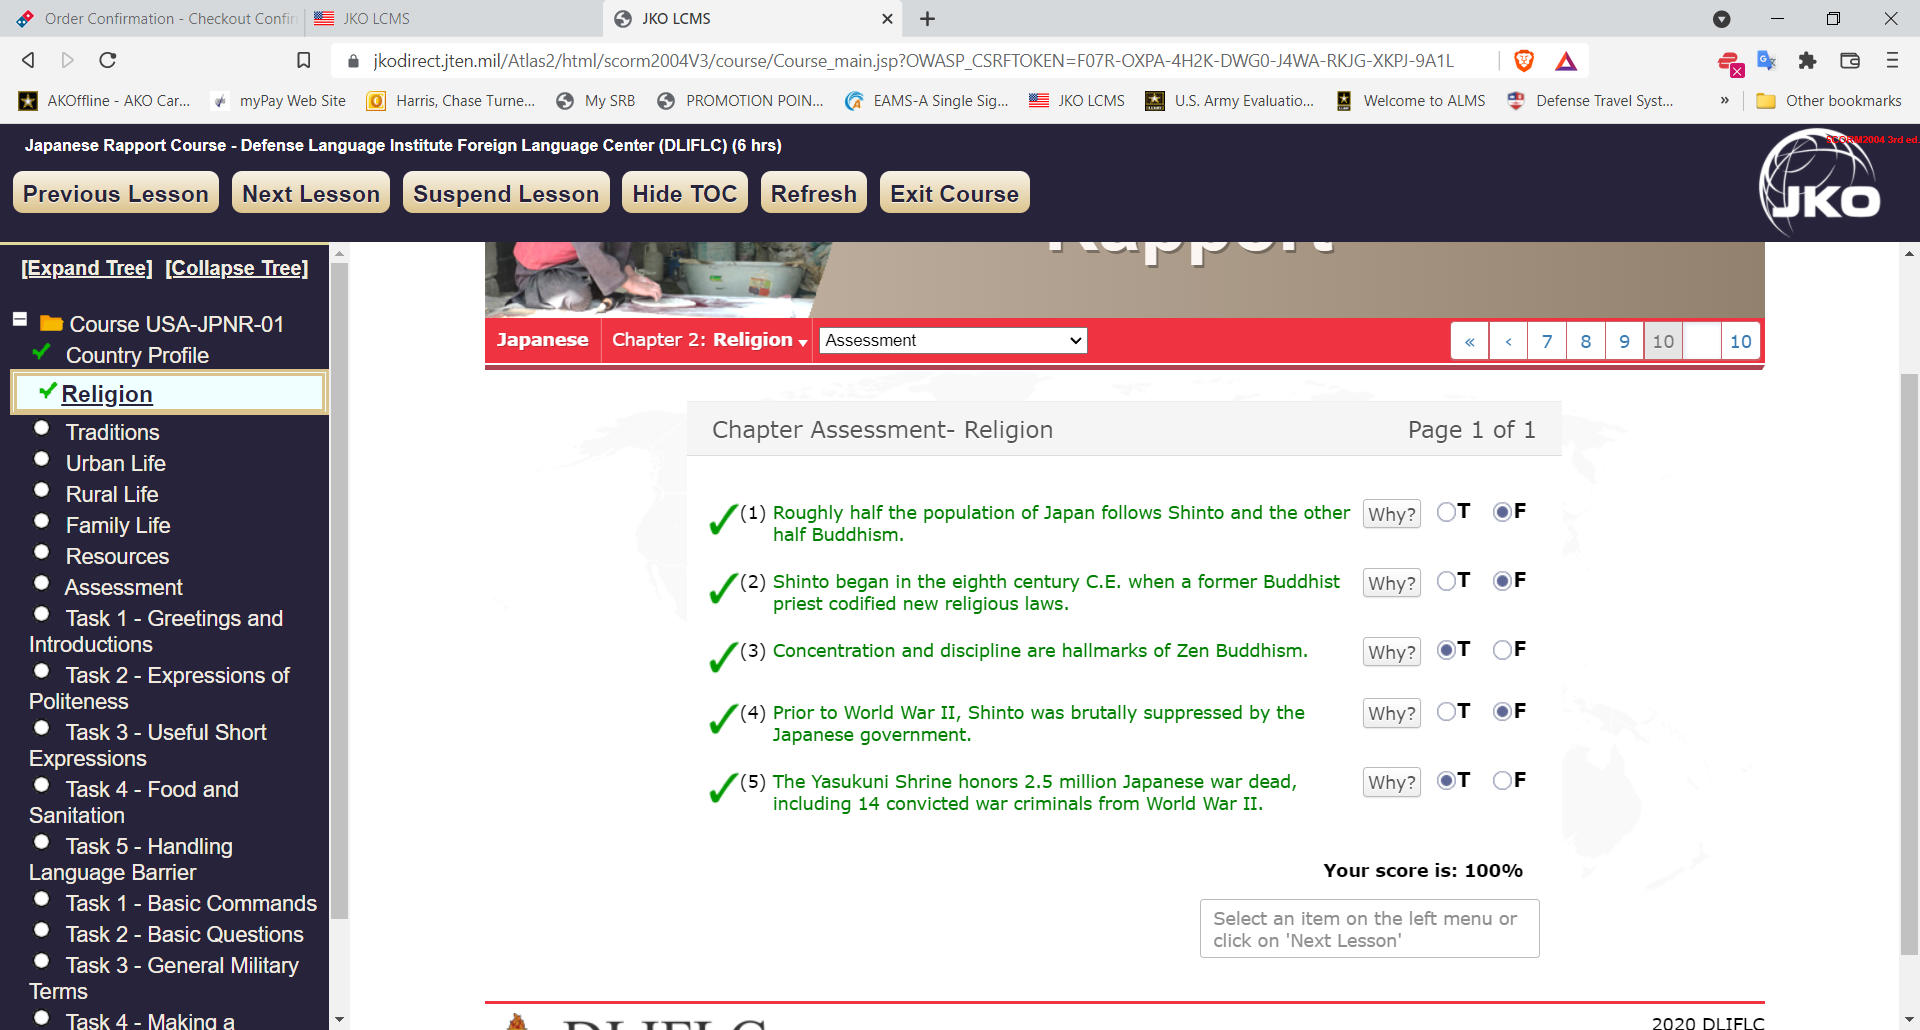 Order Confirmation - Checkout Confir
JKO LCMS
JKO LCMS
jkodirect.jten.mil/Atlas2/html/scorm2004V3/course/Course_main.jsp?OWASP_CSRFTOKEN=F07R-OXPA-4H2K-DWG0-J4WA-RKJG-XKPJ-9A1L
AKOffline - AKO Car... myPay Web Site Harris, Chase Turne... My SRB PROMOTION POIN... EAMS-A Single Sig... JKO LCMS U.S. Army Evaluatio... Welcome to ALMS Defense Travel Syst... » Other bookmarks
Japanese Rapport Course - Defense Language Institute Foreign Language Center (DLIFLC) (6 hrs)
2004 3rd ed.
Previous Lesson Next Lesson Suspend Lesson Hide TOC Refresh Exit Course
JKO
[Expand Tree] [Collapse Tree]
Course USA-JPNR-01
Country Profile
Religion
Traditions
Urban Life
Rural Life
Family Life
Resources
Assessment
Task 1 - Greetings and
Introductions
Task 2 - Expressions of
Politeness
Task 3 - Useful Short
Expressions
Task 4 - Food and
Sanitation
Task 5 - Handling
Language Barrier
Task 1 - Basic Commands
Task 2 - Basic Questions
Task 3 - General Military
Terms
Task 4 - Making a
Rapport
Japanese Chapter 2: Religion Assessment « ‹ 7 8 9 10 10
Chapter Assessment- Religion Page 1 of 1
(1) Roughly half the population of Japan follows Shinto and the other Why? T F
half Buddhism.
(2) Shinto began in the eighth century C.E. when a former Buddhist Why? T F
priest codified new religious laws.
(3) Concentration and discipline are hallmarks of Zen Buddhism. Why? T F
(4) Prior to World War II, Shinto was brutally suppressed by the Why? T F
Japanese government.
(5) The Yasukuni Shrine honors 2.5 million Japanese war dead, Why? T F
including 14 convicted war criminals from World War II.
Your score is: 100%
Select an item on the left menu or
click on 'Next Lesson'
DLIFLC
2020 DLIFLC